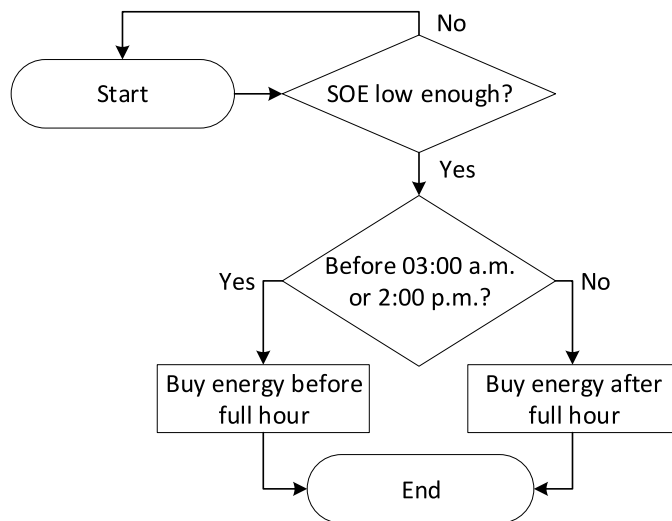 No
Start
SOE low enough?
Yes
Before 03:00 a.m.
or 2:00 p.m.?
Yes
No
Buy energy before
full hour
Buy energy after
full hour
End